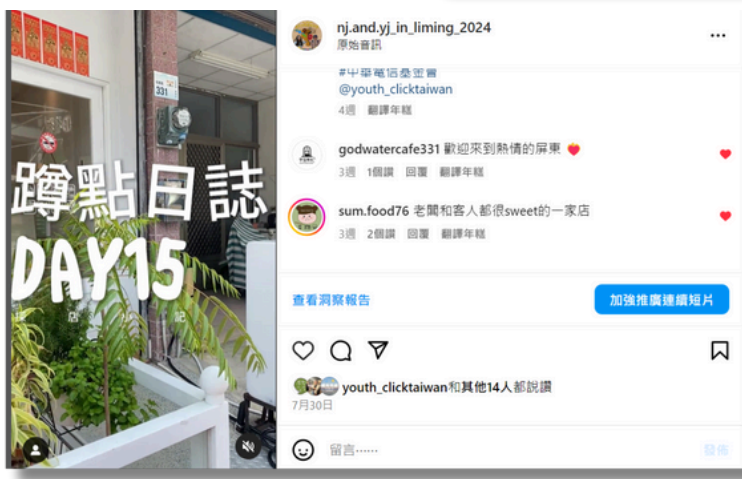 331
蹲點日誌
DAY15
探店小記
nj.and.yj_in_liming_2024
原始音訊
#中華電信基金會
@youth_clicktaiwan
4週 翻譯年糕
godwatercafe331 歡迎來到熱情的屏東
3週 1個讚 回覆 翻譯年糕
sum.food76 老闆和客人都很sweet的一家店
3週 2個讚 回覆 翻譯年糕
查看洞察報告
加強推廣連續短片
youth_clicktaiwan和其他14人都說讚
7月30日
留言……
發佈